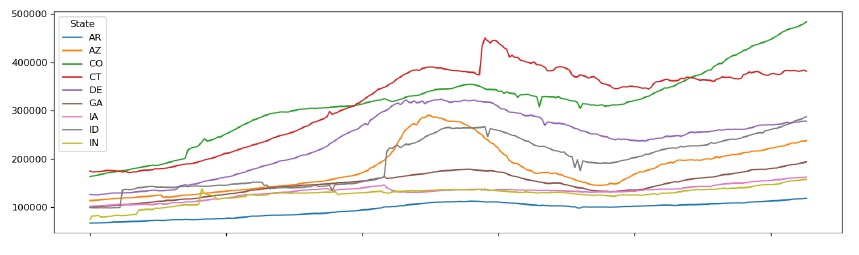 500000
400000
300000
200000
100000
State
AR
AZ
CO
CT
DE
GA
IA
ID
IN